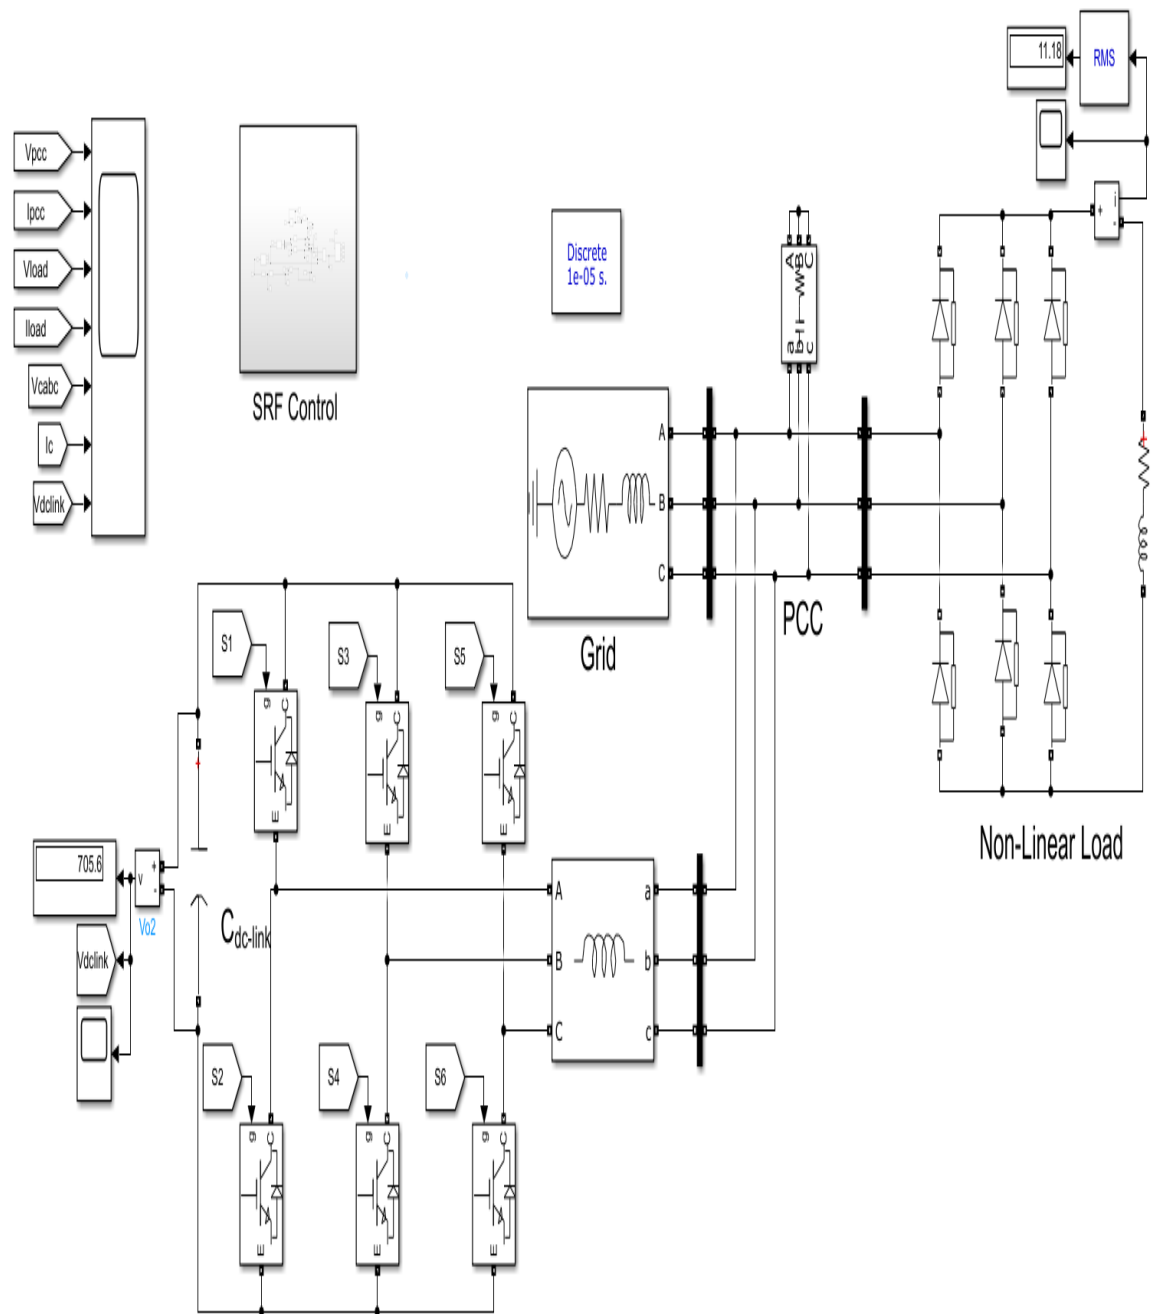 11.18
RMS
Vpcc
Ipcc
Vload
Iload
Vcabc
Ic
Vdclink
SRF Control
Discrete
1e-05 s.
A
B
C
a
b
c
i
+
-
A
B
C
Grid
PCC
Non-Linear Load
S1
S3
S5
g
C
E
g
C
E
g
C
E
705.6
v
+
-
Vo2
Vdclink
Cdc-link
A
B
C
a
b
c
S2
S4
S6
g
C
E
g
C
E
g
C
E